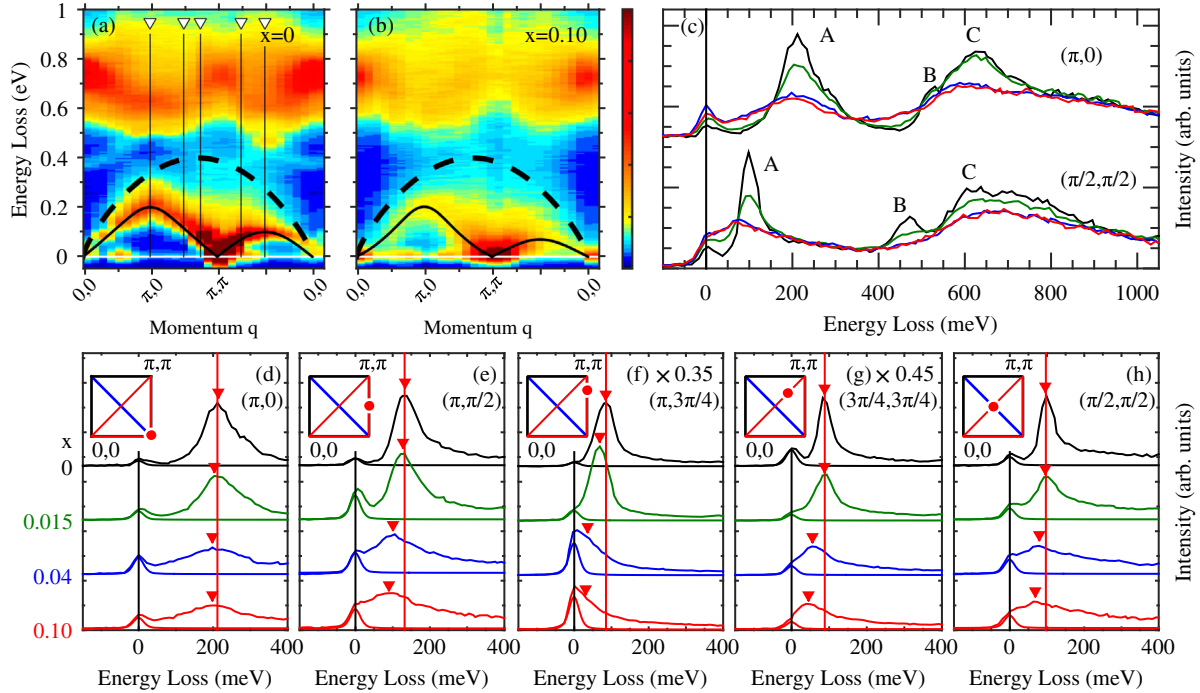 (a)
x=0
1
0.8
0.6
0.4
0.2
0
Energy Loss (eV)
0,0
π,0
π,π
0,0
Momentum q
(b)
x=0.10
0,0
π,0
π,π
0,0
Momentum q
(c)
A
B
C
(π,0)
A
B
C
(π/2,π/2)
0 200 400 600 800 1000
Energy Loss (meV)
Intensity (arb. units)
π,π
(d)
(π,0)
0,0
x
0
0.015
0.04
0.10
0 200 400
Energy Loss (meV)
π,π
(e)
(π,π/2)
0,0
0 200 400
Energy Loss (meV)
π,π
(f) × 0.35
(π,3π/4)
0,0
0 200 400
Energy Loss (meV)
π,π
(g) × 0.45
(3π/4,3π/4)
0,0
0 200 400
Energy Loss (meV)
π,π
(h)
(π/2,π/2)
0,0
0 200 400
Energy Loss (meV)
Intensity (arb. units)